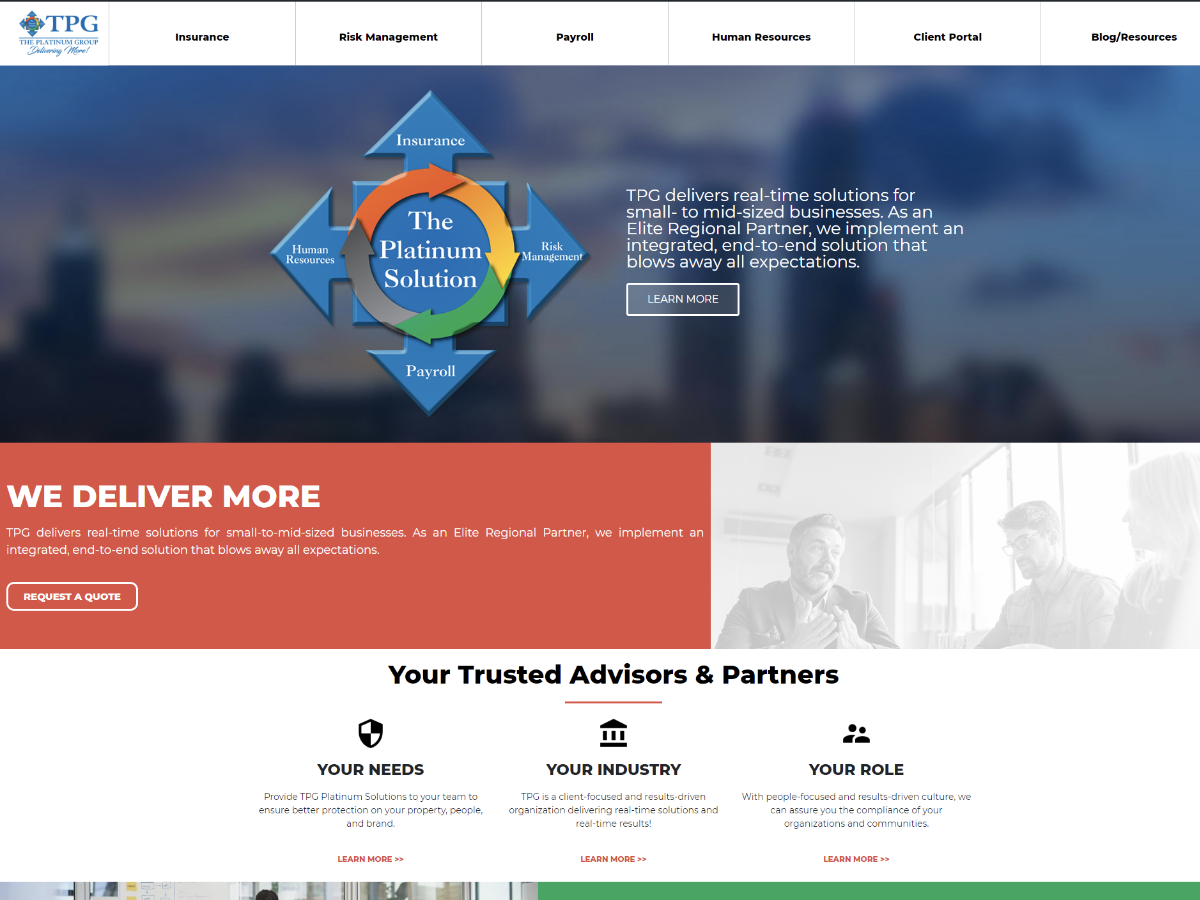 TPG
THE PLATINUM GROUP
Delivering More!
Insurance
Risk Management
Payroll
Human Resources
Client Portal
Blog/Resources
Insurance
Human
Resources
The
Platinum
Solution
Risk
Management
Payroll
TPG delivers real-time solutions for
small- to mid-sized businesses. As an
Elite Regional Partner, we implement an
integrated, end-to-end solution that
blows away all expectations.
LEARN MORE
WE DELIVER MORE
TPG delivers real-time solutions for small-to-mid-sized businesses. As an Elite Regional Partner, we implement an
integrated, end-to-end solution that blows away all expectations.
REQUEST A QUOTE
Your Trusted Advisors & Partners
YOUR NEEDS
Provide TPG Platinum Solutions to your team to
ensure better protection on your property, people,
and brand.
LEARN MORE >>
YOUR INDUSTRY
TPG is a client-focused and results-driven
organization delivering real-time solutions and
real-time results!
LEARN MORE >>
YOUR ROLE
With people-focused and results-driven culture, we
can assure you the compliance of your
organizations and communities.
LEARN MORE >>